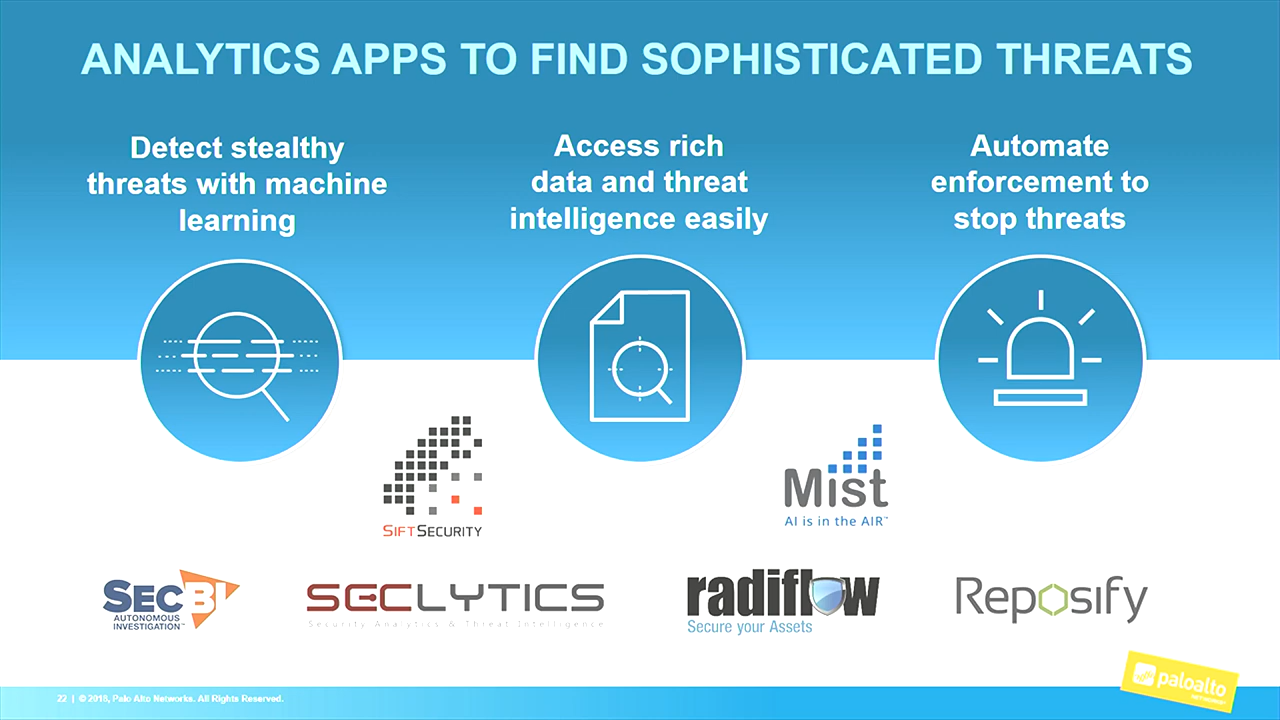 ANALYTICS APPS TO FIND SOPHISTICATED THREATS
Detect stealthy
threats with machine
learning
Access rich
data and threat
intelligence easily
Automate
enforcement to
stop threats
SIFTSECURITY
Mist
AI is in the AIR™
SECBI
AUTONOMOUS
INVESTIGATION™
SECLYTICS
Security Analytics & Threat Intelligence
radiflow
Secure your Assets
Reposify
paloalto
NETWORKS
22 | © 2018, Palo Alto Networks. All Rights Reserved.